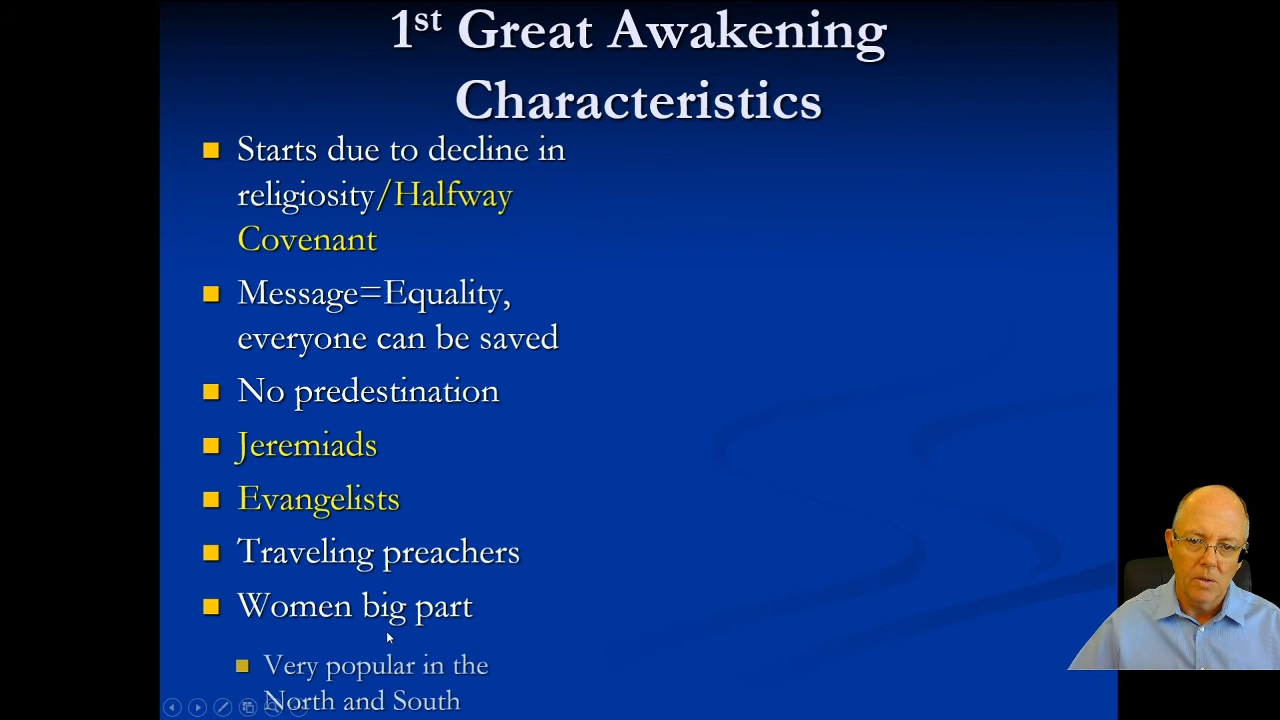 1st Great Awakening
Characteristics
Starts due to decline in
religiosity/Halfway
Covenant
Message=Equality,
everyone can be saved
No predestination
Jeremiads
Evangelists
Traveling preachers
Women big part
Very popular in the
North and South